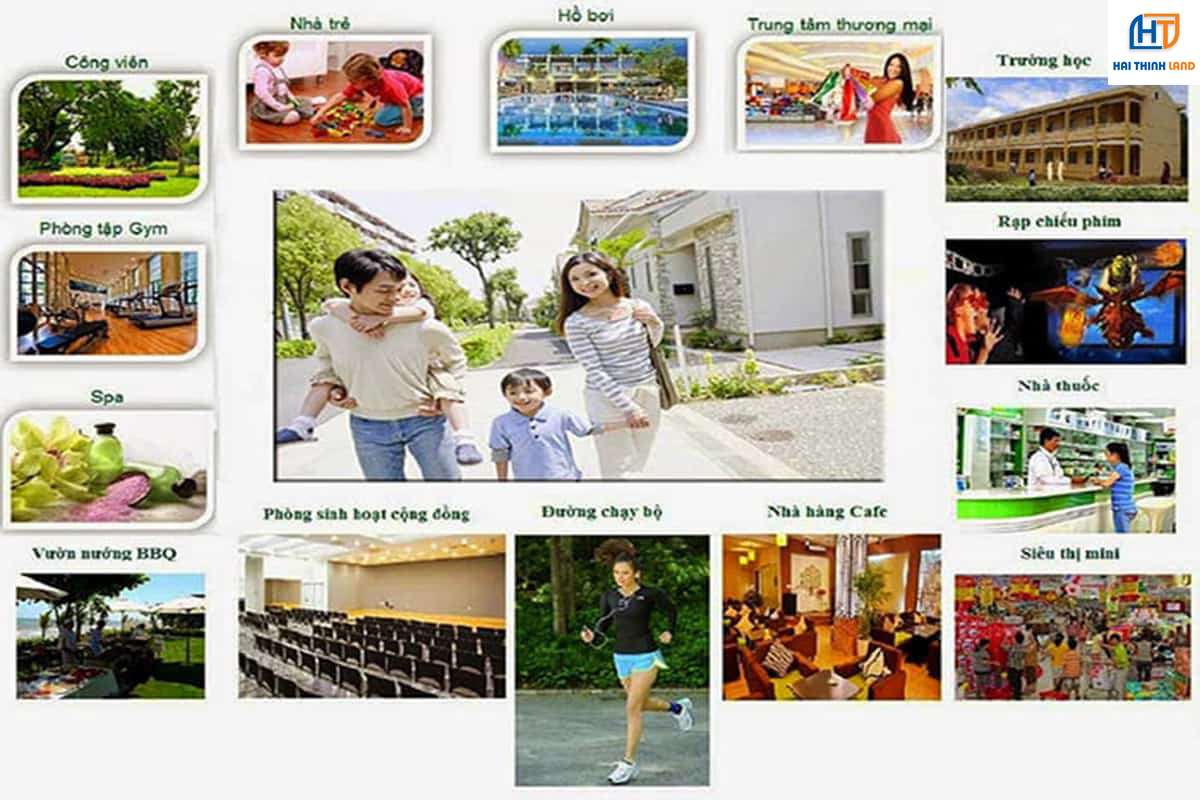 Nhà trẻ
Hồ bơi
Trung tâm thương mại
HT
HAI THINH LAND
Công viên
Trường học
Phòng tập Gym
Rạp chiếu phim
Spa
Nhà thuốc
Phòng sinh hoạt cộng đồng
Đường chạy bộ
Nhà hàng Cafe
Vườn nướng BBQ
Siêu thị mini